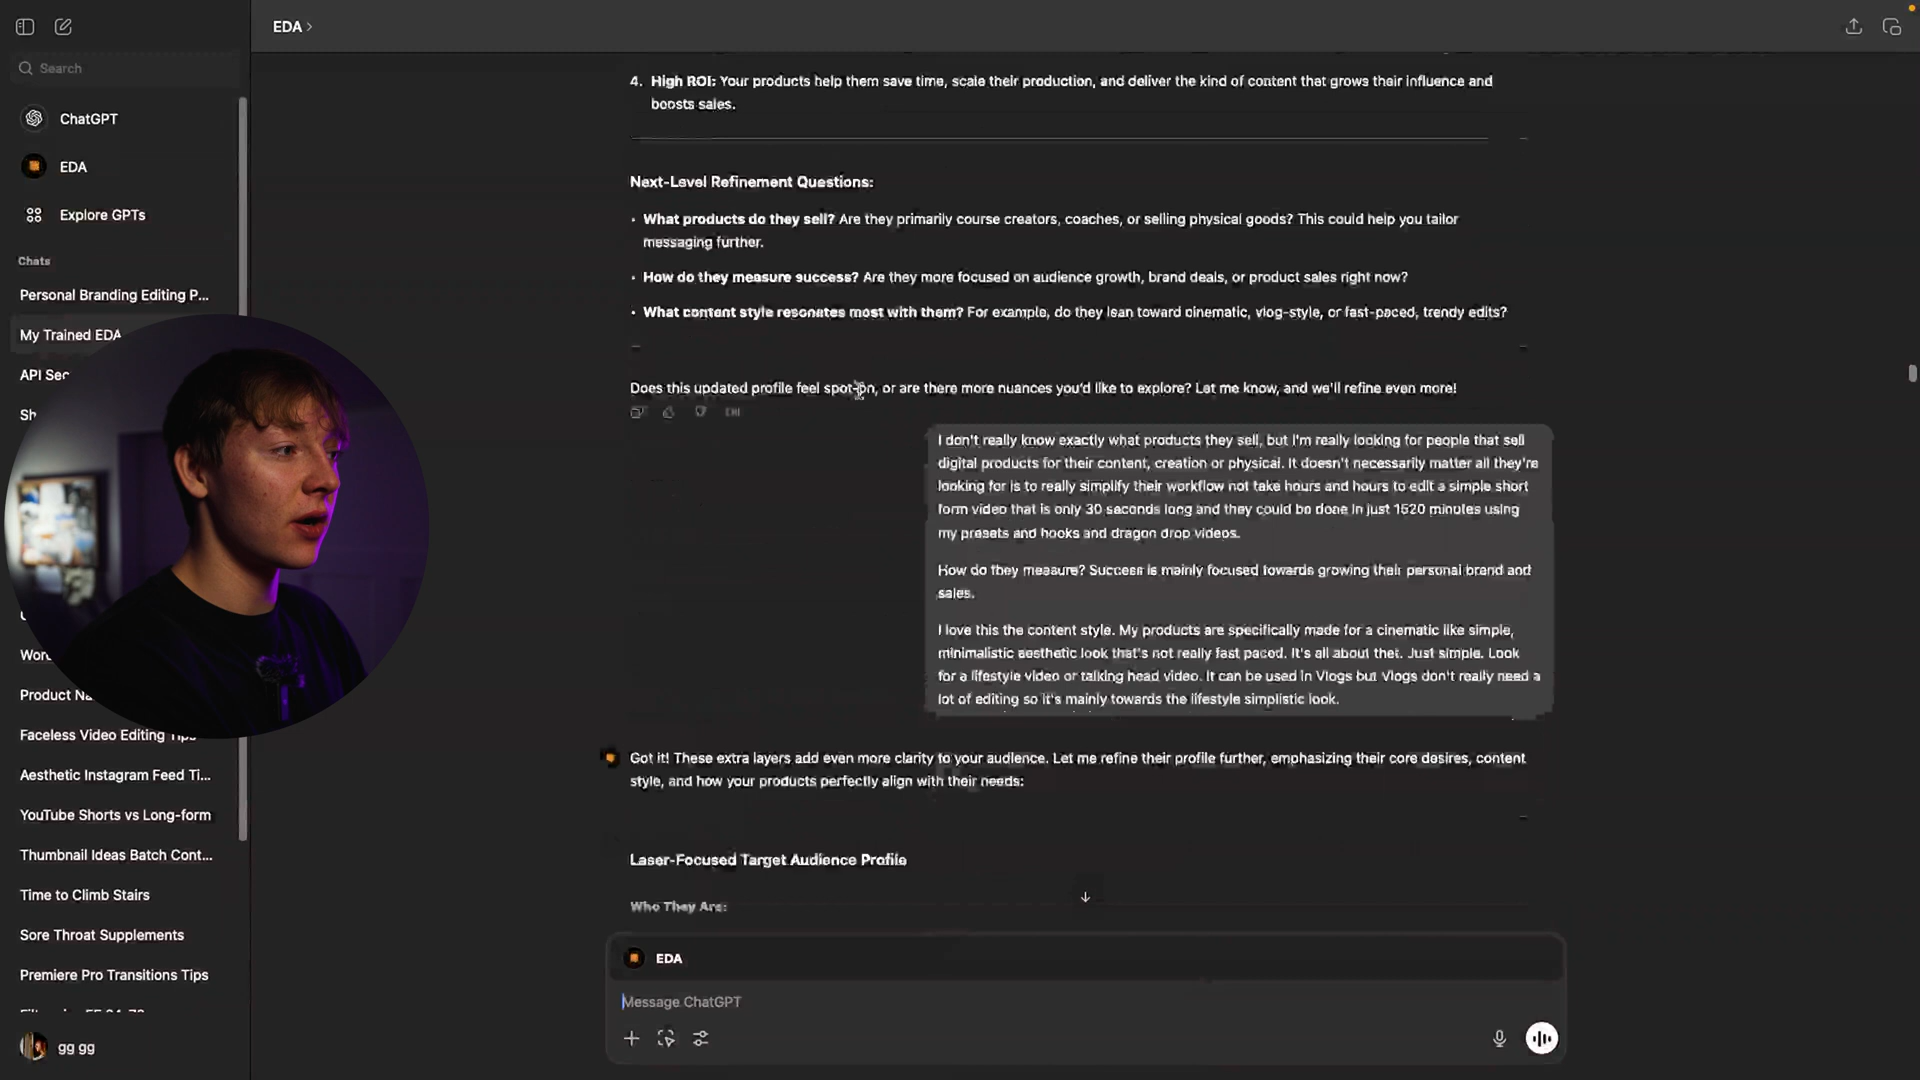 EDA >
Search
ChatGPT
EDA
Explore GPTs
Chats
Personal Branding Editing P...
My Trained EDA
API Sec
Sh
Word
Product Na
Faceless Video Editing Tips
Aesthetic Instagram Feed Ti...
YouTube Shorts vs Long-form
Thumbnail Ideas Batch Cont...
Time to Climb Stairs
Sore Throat Supplements
Premiere Pro Transitions Tips
gg gg
4. High ROI: Your products help them save time, scale their production, and deliver the kind of content that grows their influence and
boosts sales.
Next-Level Refinement Questions:
• What products do they sell? Are they primarily course creators, coaches, or selling physical goods? This could help you tailor
messaging further.
• How do they measure success? Are they more focused on audience growth, brand deals, or product sales right now?
• What content style resonates most with them? For example, do they lean toward cinematic, vlog-style, or fast-paced, trendy edits?
Does this updated profile feel spot-on, or are there more nuances you'd like to explore? Let me know, and we'll refine even more!
I don't really know exactly what products they sell, but I'm really looking for people that sell
digital products for their content, creation or physical. It doesn't necessarily matter all they're
looking for is to really simplify their workflow not take hours and hours to edit a simple short
form video that is only 30 seconds long and they could be done in just 1520 minutes using
my presets and hooks and dragon drop videos.
How do they measure? Success is mainly focused towards growing their personal brand and
sales.
I love this the content style. My products are specifically made for a cinematic like simple,
minimalistic aesthetic look that's not really fast paced. It's all about that. Just simple. Look
for a lifestyle video or talking head video. It can be used in Vlogs but Vlogs don't really need a
lot of editing so it's mainly towards the lifestyle simplistic look.
Got it! These extra layers add even more clarity to your audience. Let me refine their profile further, emphasizing their core desires, content
style, and how your products perfectly align with their needs:
Laser-Focused Target Audience Profile
Who They Are:
EDA
Message ChatGPT